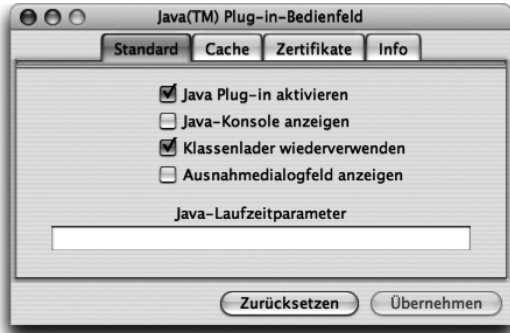 Java(TM) Plug-in-Bedienfeld
Standard Cache Zertifikate Info
Java Plug-in aktivieren
Java-Konsole anzeigen
Klassenlader wiederverwenden
Ausnahmedialogfeld anzeigen
Java-Laufzeitparameter
Zurücksetzen Übernehmen